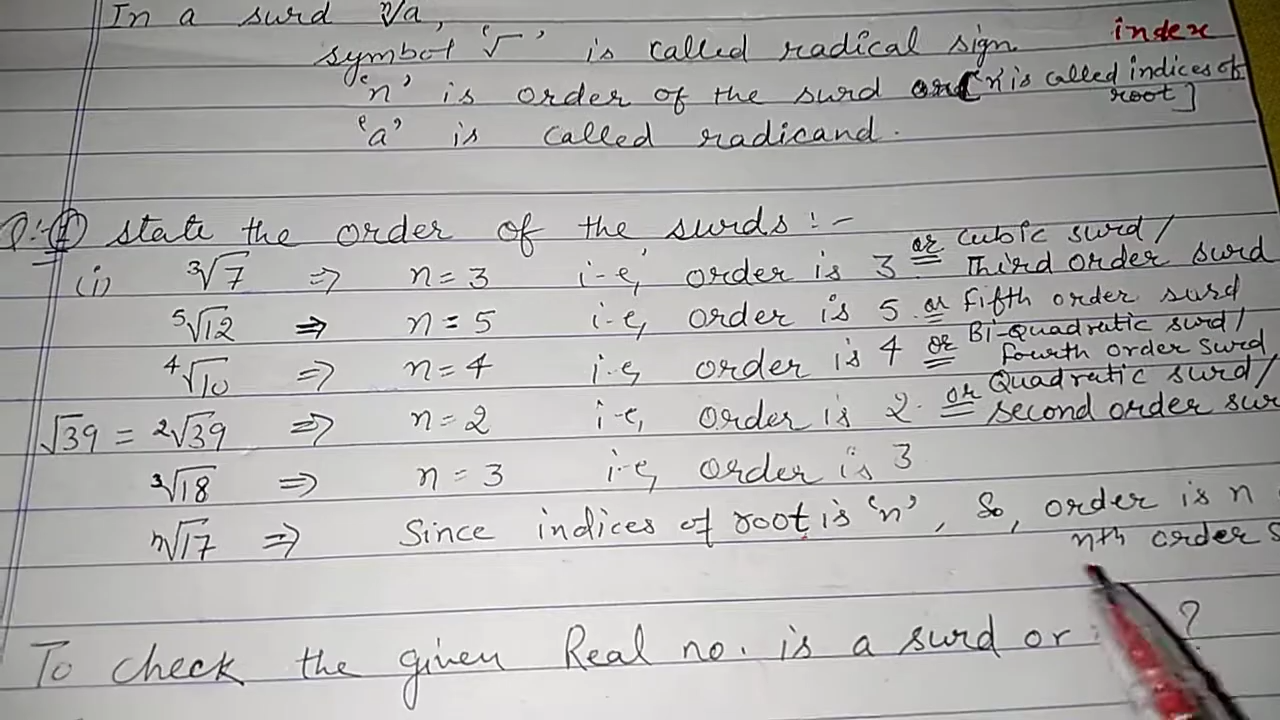 In a surd ⁿ√a,
symbol '√' is called radical sign
index
'n' is order of the surd or ['n' is called indices of root]
'a' is called radicand.
Q:-(1) state the order of the surds :-
(i) ³√7 ⇒ n = 3 i-e, order is 3 or Cubic surd / Third order surd
⁵√12 ⇒ n = 5 i-e, order is 5. or Fifth order surd
⁴√10 ⇒ n = 4 i-e, order is 4 or Bi-Quadratic surd / fourth order surd
√39 = ²√39 ⇒ n = 2 i-e, order is 2. or Quadratic surd / second order sur
³√18 ⇒ n = 3 i-e, order is 3
ⁿ√17 ⇒ Since indices of root is 'n', So, order is n
nth order s
To check the given Real no. is a surd or ?